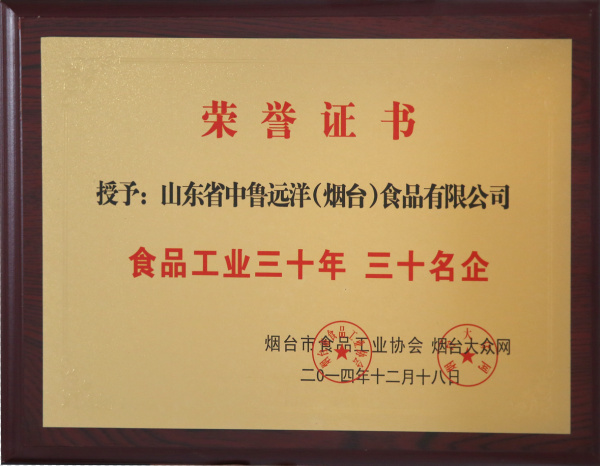 荣誉证书
授予：山东省中鲁远洋（烟台）食品有限公司
食品工业三十年 三十名企
烟台市食品工业协会 烟台大众网
二0一四年十二月十八日